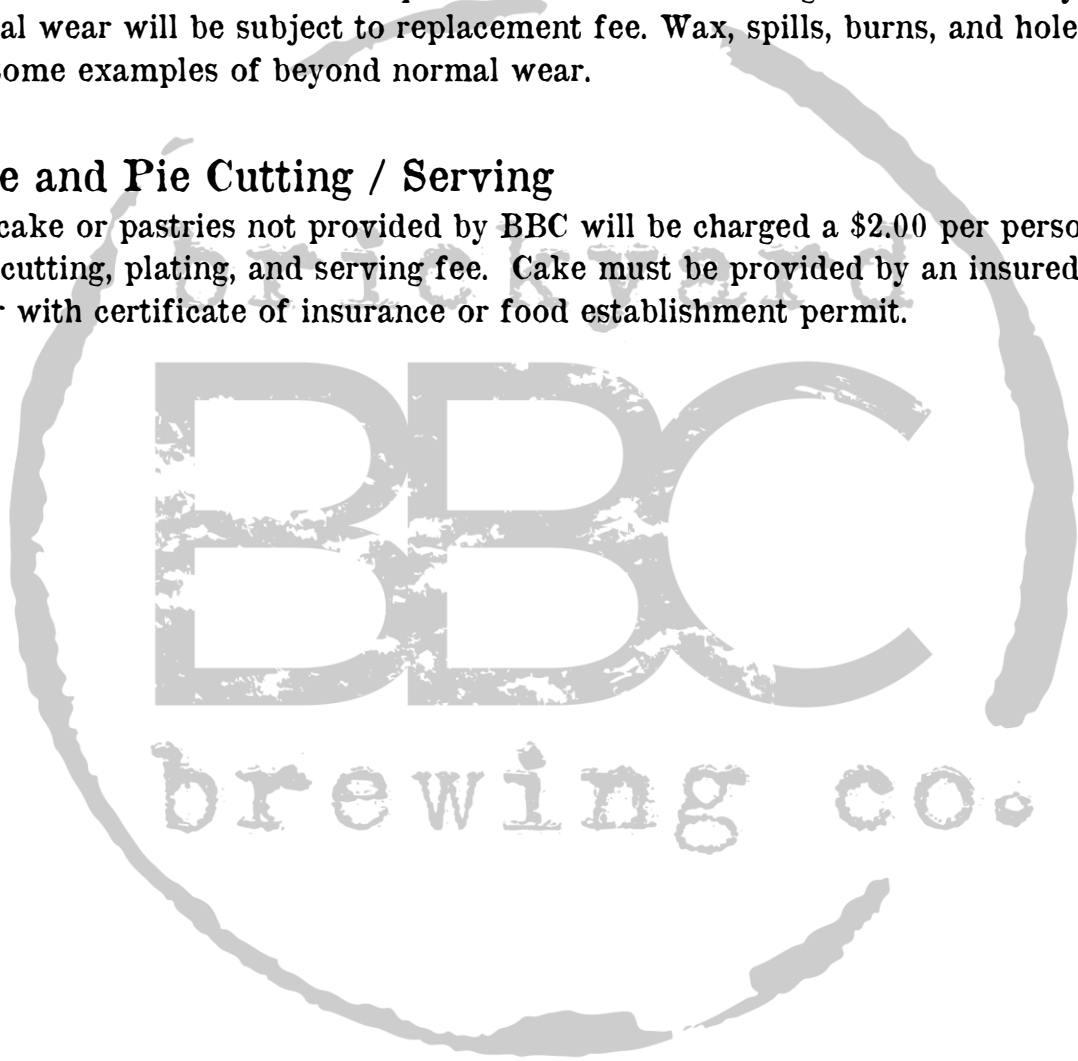 al wear will be subject to replacement fee. Wax, spills, burns, and hole
ome examples of beyond normal wear.
e and Pie Cutting / Serving
cake or pastries not provided by BBC will be charged a $2.00 per perso
cutting, plating, and serving fee. Cake must be provided by an insured
r with certificate of insurance or food establishment permit.
brickyard
BBC
brewing co.